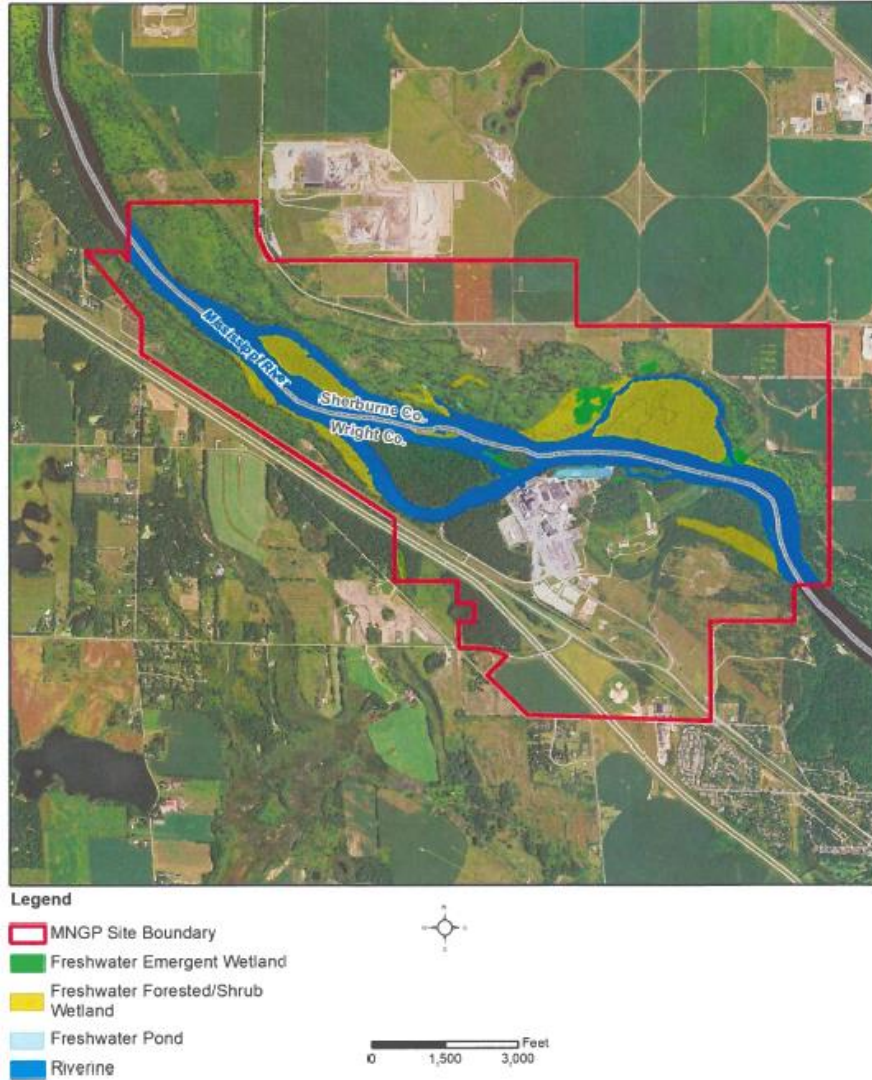 Mississippi River
Sherburne Co.
Wright Co.
Legend
N
W E
S
MNGP Site Boundary
Freshwater Emergent Wetland
Freshwater Forested/Shrub
Wetland
Freshwater Pond
Riverine
Feet
0 1,500 3,000